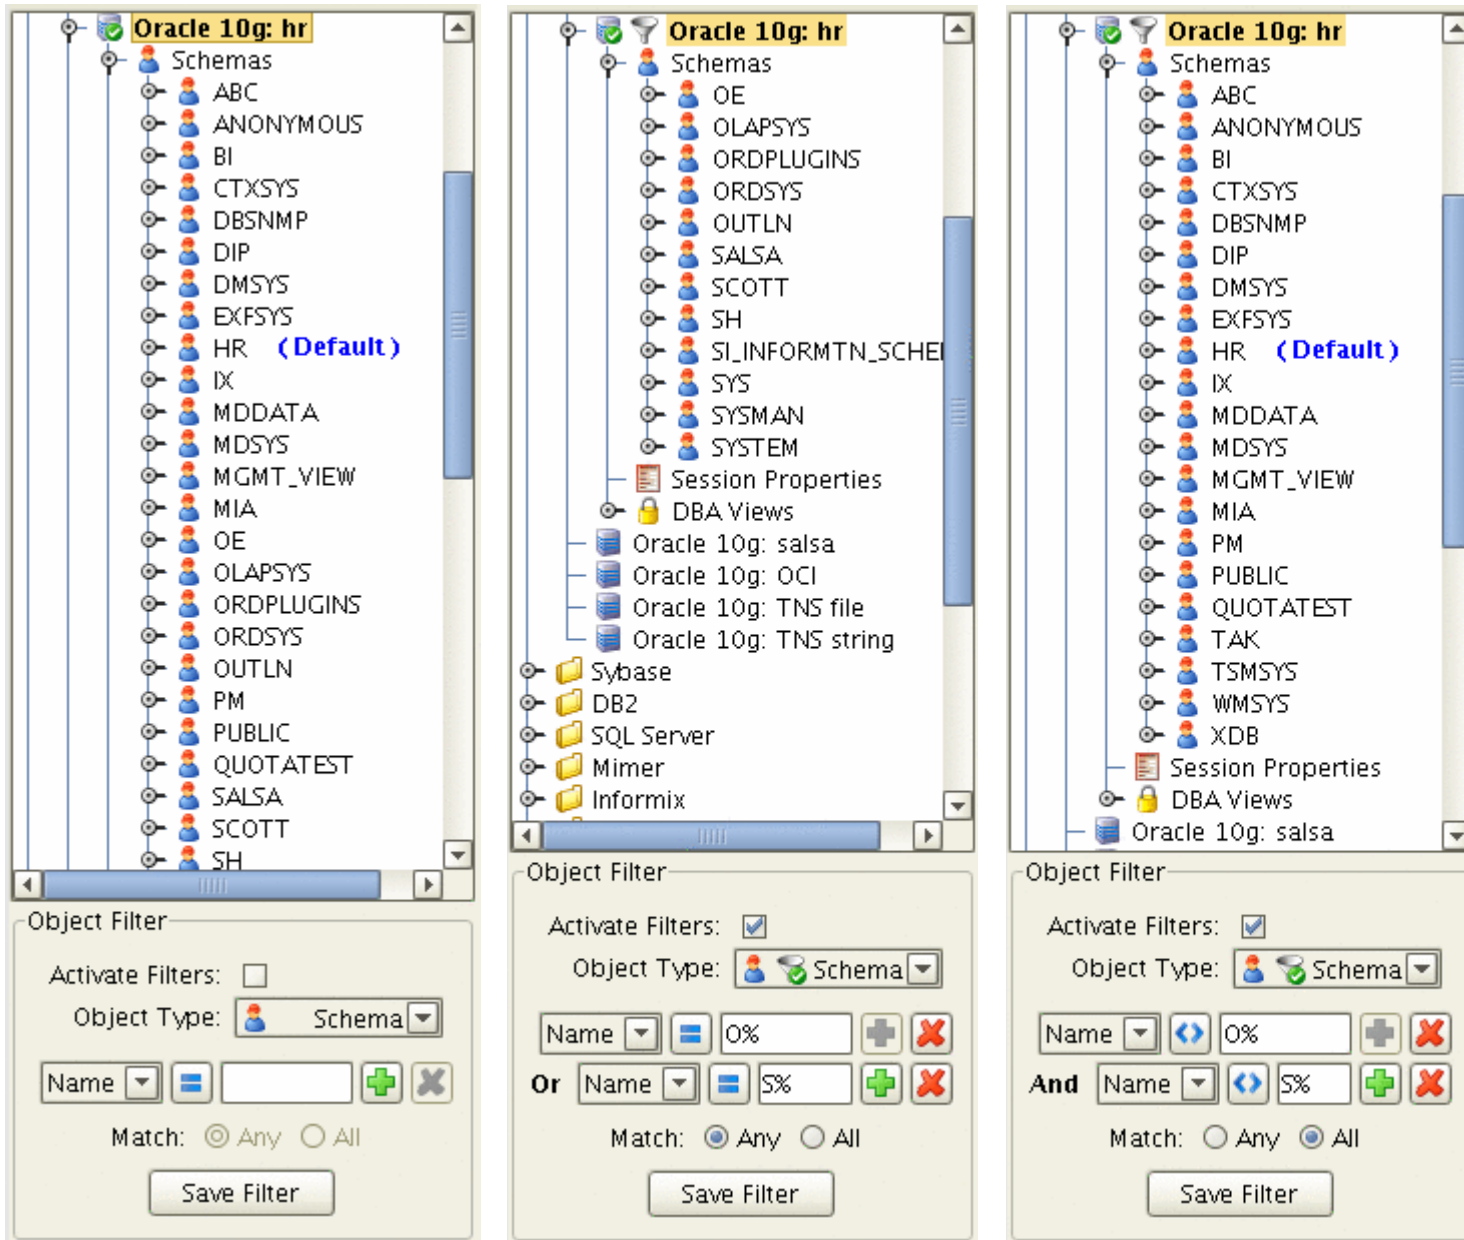 Oracle 10g: hr
Schemas
ABC
ANONYMOUS
BI
CTXSYS
DBSNMP
DIP
DMSYS
EXFSYS
HR (Default)
IX
MDDATA
MDSYS
MGMT_VIEW
MIA
OE
OLAPSYS
ORDPLUGINS
ORDSYS
OUTLN
PM
PUBLIC
QUOTATEST
SALSA
SCOTT
SH
Object Filter
Activate Filters:
Object Type: Schema
Name =
Match: Any All
Save Filter
Oracle 10g: hr
Schemas
OE
OLAPSYS
ORDPLUGINS
ORDSYS
OUTLN
SALSA
SCOTT
SH
SI_INFORMTN_SCHE
SYS
SYSMAN
SYSTEM
Session Properties
DBA Views
Oracle 10g: salsa
Oracle 10g: OCI
Oracle 10g: TNS file
Oracle 10g: TNS string
Sybase
DB2
SQL Server
Mimer
Informix
Object Filter
Activate Filters:
Object Type: Schema
Name = O%
Or Name = S%
Match: Any All
Save Filter
Oracle 10g: hr
Schemas
ABC
ANONYMOUS
BI
CTXSYS
DBSNMP
DIP
DMSYS
EXFSYS
HR (Default)
IX
MDDATA
MDSYS
MGMT_VIEW
MIA
PM
PUBLIC
QUOTATEST
TAK
TSMSYS
WMSYS
XDB
Session Properties
DBA Views
Oracle 10g: salsa
Object Filter
Activate Filters:
Object Type: Schema
Name <> O%
And Name <> S%
Match: Any All
Save Filter